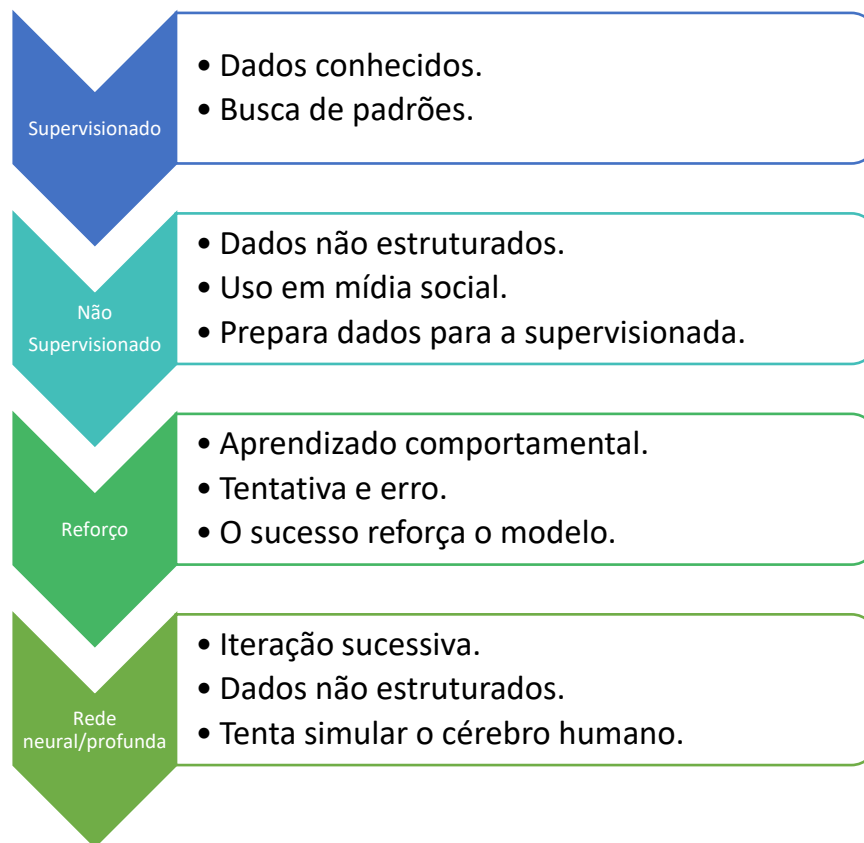 Supervisionado
• Dados conhecidos.
• Busca de padrões.
Não
Supervisionado
• Dados não estruturados.
• Uso em mídia social.
• Prepara dados para a supervisionada.
Reforço
• Aprendizado comportamental.
• Tentativa e erro.
• O sucesso reforça o modelo.
Rede
neural/profunda
• Iteração sucessiva.
• Dados não estruturados.
• Tenta simular o cérebro humano.